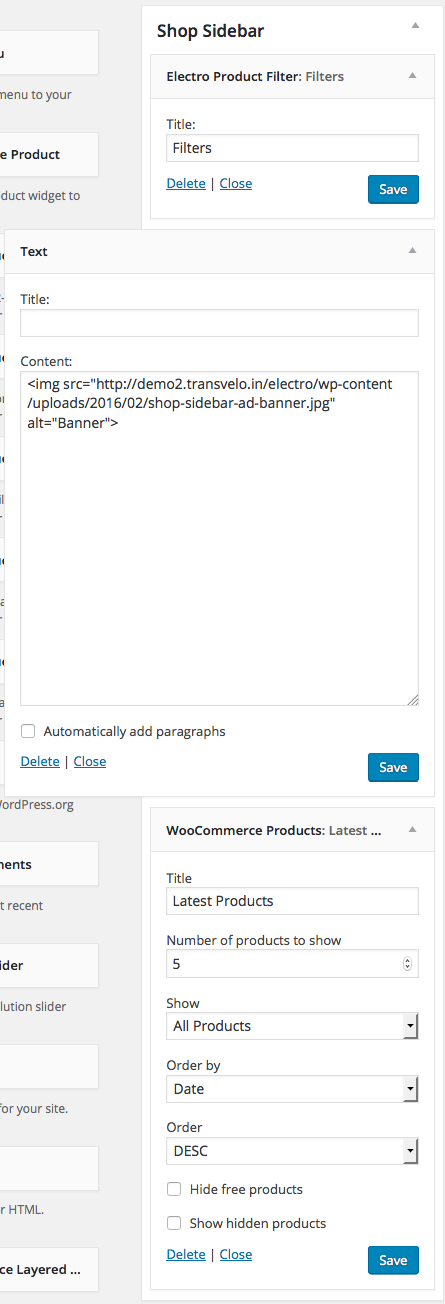 Shop Sidebar
Electro Product Filter: Filters
Title:
Filters
Delete | Close
Save
Text
Title:
Content:
<img src="http://demo2.transvelo.in/electro/wp-content
/uploads/2016/02/shop-sidebar-ad-banner.jpg"
alt="Banner">
Automatically add paragraphs
Delete | Close
Save
WooCommerce Products: Latest ...
Title
Latest Products
Number of products to show
5
Show
All Products
Order by
Date
Order
DESC
Hide free products
Show hidden products
Delete | Close
Save
menu to your
e Product
duct widget to
WordPress.org
nents
t recent
ider
lution slider
for your site.
r HTML.
ce Layered ...